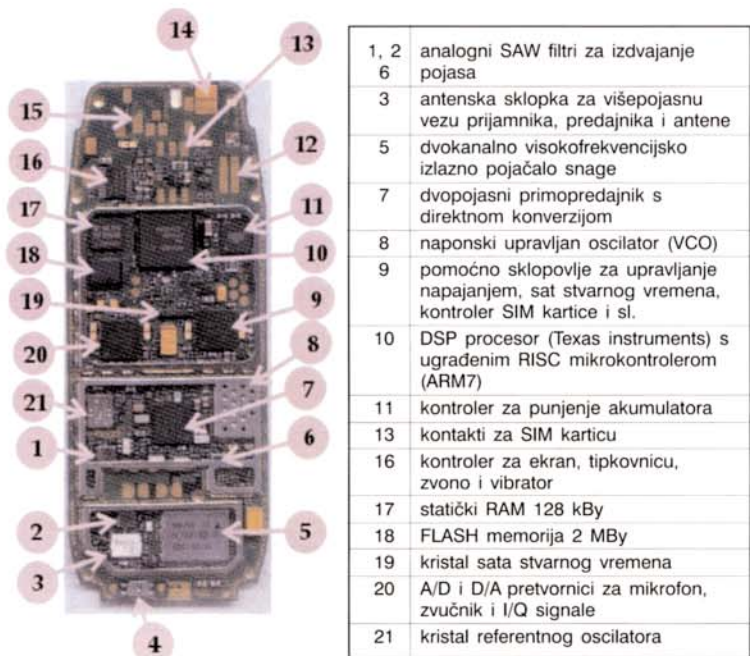 14
13
15
12
16
17
11
18
10
19
9
20
8
21
7
1
6
2
5
3
4
1, 2 analogni SAW filtri za izdvajanje
6 pojasa
3 antenska sklopka za višepojasnu
vezu prijamnika, predajnika i antene
5 dvokanalno visokofrekvencijsko
izlazno pojačalo snage
7 dvopojasni primopredajnik s
direktnom konverzijom
8 naponski upravljan oscilator (VCO)
9 pomoćno sklopovlje za upravljanje
napajanjem, sat stvarnog vremena,
kontroler SIM kartice i sl.
10 DSP procesor (Texas instruments) s
ugrađenim RISC mikrokontrolerom
(ARM7)
11 kontroler za punjenje akumulatora
13 kontakti za SIM karticu
16 kontroler za ekran, tipkovnicu,
zvono i vibrator
17 statički RAM 128 kBy
18 FLASH memorija 2 MBy
19 kristal sata stvarnog vremena
20 A/D i D/A pretvornici za mikrofon,
zvučnik i I/Q signale
21 kristal referentnog oscilatora